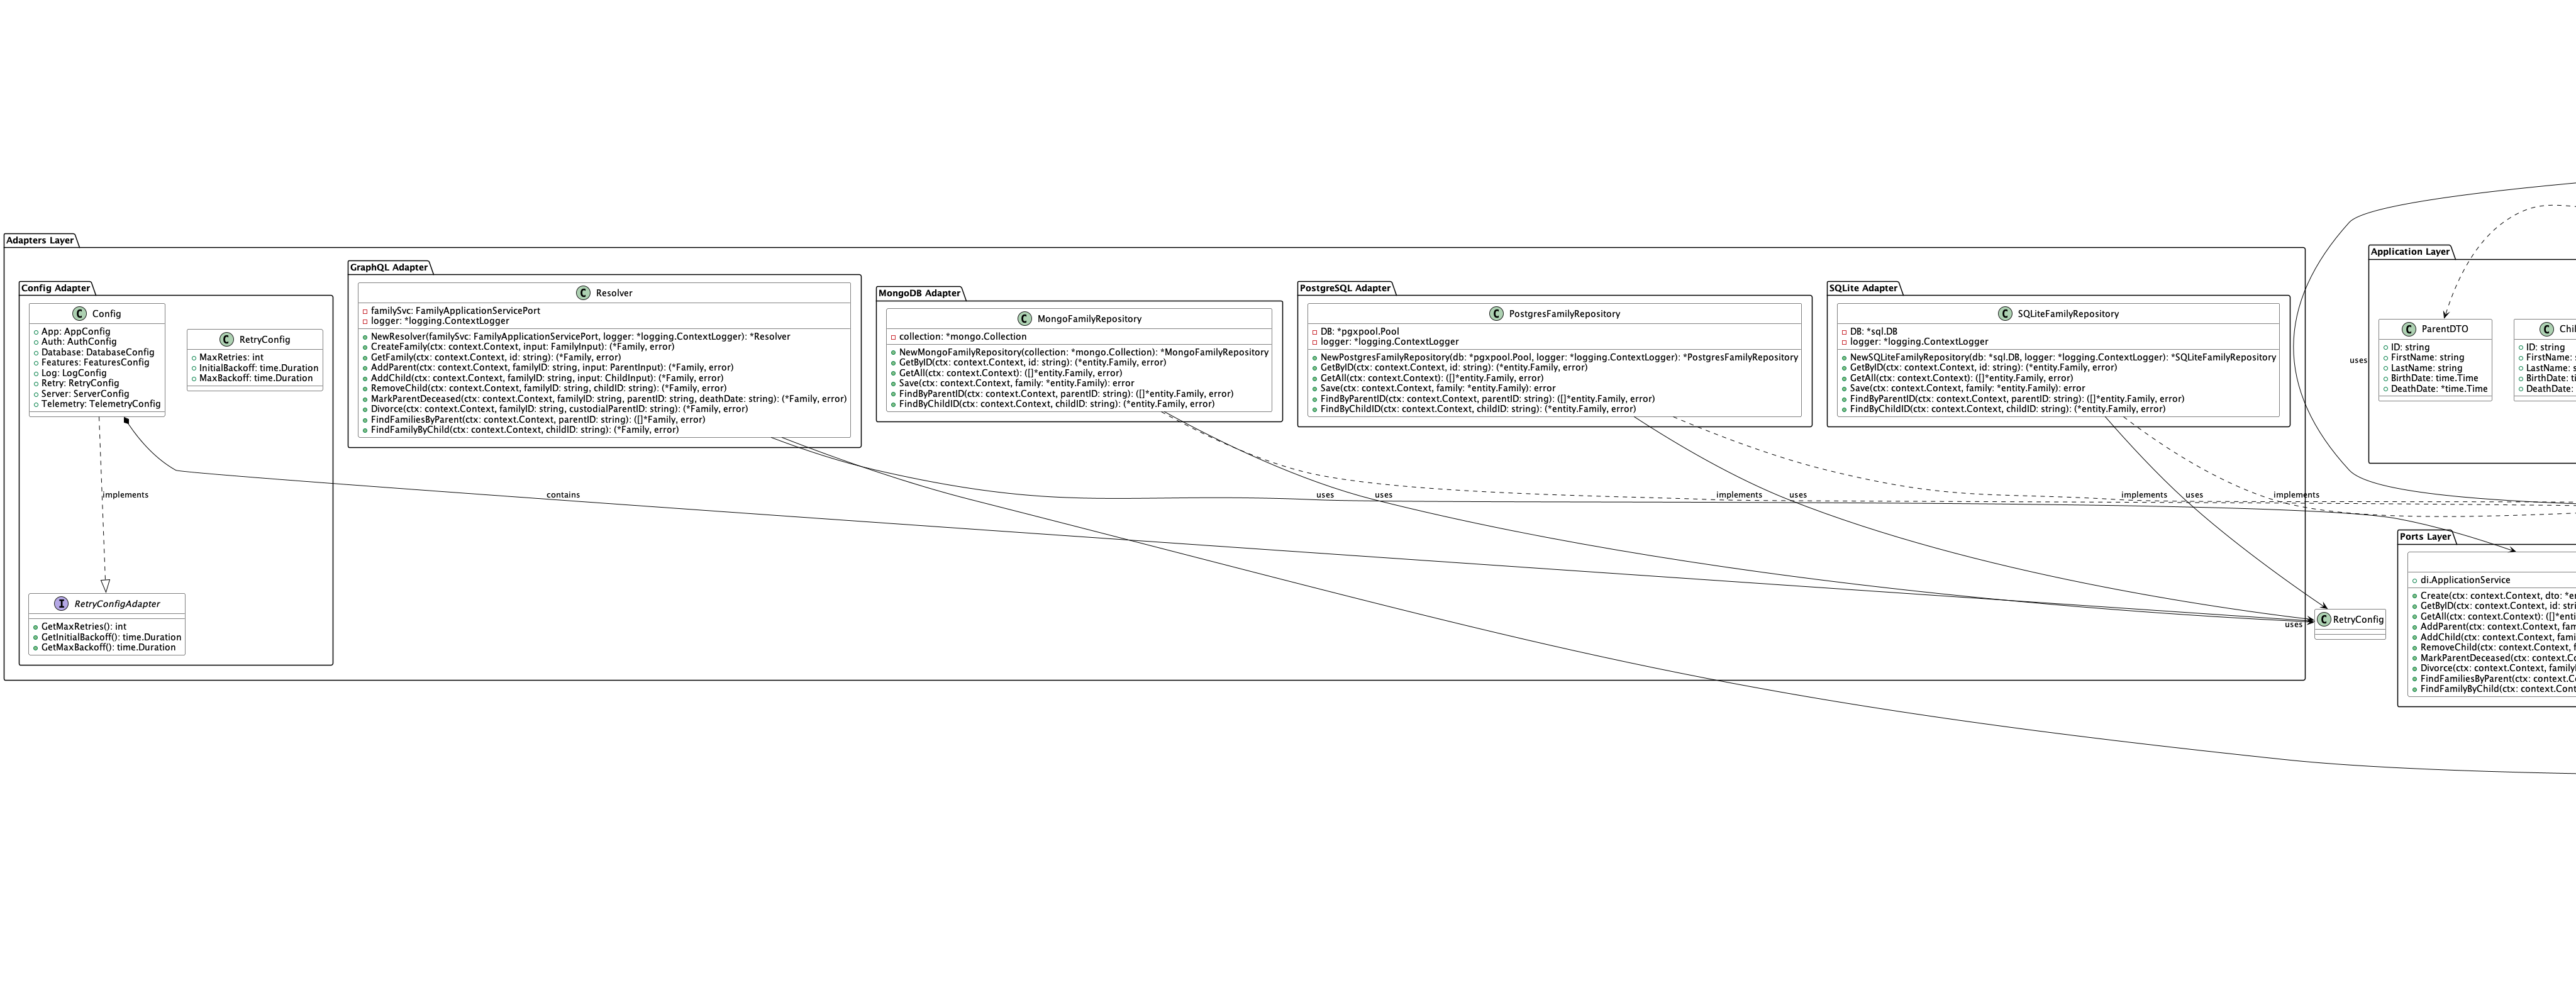 Adapters Layer
Config Adapter
C Config
App: AppConfig
Auth: AuthConfig
Database: DatabaseConfig
Features: FeaturesConfig
Log: LogConfig
Retry: RetryConfig
Server: ServerConfig
Telemetry: TelemetryConfig
C RetryConfig
MaxRetries: int
InitialBackoff: time.Duration
MaxBackoff: time.Duration
implements
I RetryConfigAdapter
GetMaxRetries(): int
GetInitialBackoff(): time.Duration
GetMaxBackoff(): time.Duration
GraphQL Adapter
C Resolver
familySvc: FamilyApplicationServicePort
logger: *logging.ContextLogger
NewResolver(familySvc: FamilyApplicationServicePort, logger: *logging.ContextLogger): *Resolver
CreateFamily(ctx: context.Context, input: FamilyInput): (*Family, error)
GetFamily(ctx: context.Context, id: string): (*Family, error)
AddParent(ctx: context.Context, familyID: string, input: ParentInput): (*Family, error)
AddChild(ctx: context.Context, familyID: string, input: ChildInput): (*Family, error)
RemoveChild(ctx: context.Context, familyID: string, childID: string): (*Family, error)
MarkParentDeceased(ctx: context.Context, familyID: string, parentID: string, deathDate: string): (*Family, error)
Divorce(ctx: context.Context, familyID: string, custodialParentID: string): (*Family, error)
FindFamiliesByParent(ctx: context.Context, parentID: string): ([]*Family, error)
FindFamilyByChild(ctx: context.Context, childID: string): (*Family, error)
MongoDB Adapter
C MongoFamilyRepository
collection: *mongo.Collection
NewMongoFamilyRepository(collection: *mongo.Collection): *MongoFamilyRepository
GetByID(ctx: context.Context, id: string): (*entity.Family, error)
GetAll(ctx: context.Context): ([]*entity.Family, error)
Save(ctx: context.Context, family: *entity.Family): error
FindByParentID(ctx: context.Context, parentID: string): ([]*entity.Family, error)
FindByChildID(ctx: context.Context, childID: string): (*entity.Family, error)
PostgreSQL Adapter
C PostgresFamilyRepository
DB: *pgxpool.Pool
logger: *logging.ContextLogger
NewPostgresFamilyRepository(db: *pgxpool.Pool, logger: *logging.ContextLogger): *PostgresFamilyRepository
GetByID(ctx: context.Context, id: string): (*entity.Family, error)
GetAll(ctx: context.Context): ([]*entity.Family, error)
Save(ctx: context.Context, family: *entity.Family): error
FindByParentID(ctx: context.Context, parentID: string): ([]*entity.Family, error)
FindByChildID(ctx: context.Context, childID: string): (*entity.Family, error)
SQLite Adapter
C SQLiteFamilyRepository
DB: *sql.DB
logger: *logging.ContextLogger
NewSQLiteFamilyRepository(db: *sql.DB, logger: *logging.ContextLogger): *SQLiteFamilyRepository
GetByID(ctx: context.Context, id: string): (*entity.Family, error)
GetAll(ctx: context.Context): ([]*entity.Family, error)
Save(ctx: context.Context, family: *entity.Family): error
FindByParentID(ctx: context.Context, parentID: string): ([]*entity.Family, error)
FindByChildID(ctx: context.Context, childID: string): (*entity.Family, error)
contains
uses
uses
implements
uses
implements
uses
implements
uses
C RetryConfig
uses
Application Layer
C ParentDTO
ID: string
FirstName: string
LastName: string
BirthDate: time.Time
DeathDate: *time.Time
C Chil
ID: string
FirstName: s
LastName: s
BirthDate: ti
DeathDate:
Ports Layer
di.ApplicationService
Create(ctx: context.Context, dto: *en
GetByID(ctx: context.Context, id: stri
GetAll(ctx: context.Context): ([]*enti
AddParent(ctx: context.Context, fam
AddChild(ctx: context.Context, famil
RemoveChild(ctx: context.Context, f
MarkParentDeceased(ctx: context.Co
Divorce(ctx: context.Context, familyI
FindFamiliesByParent(ctx: context.Co
FindFamilyByChild(ctx: context.Cont